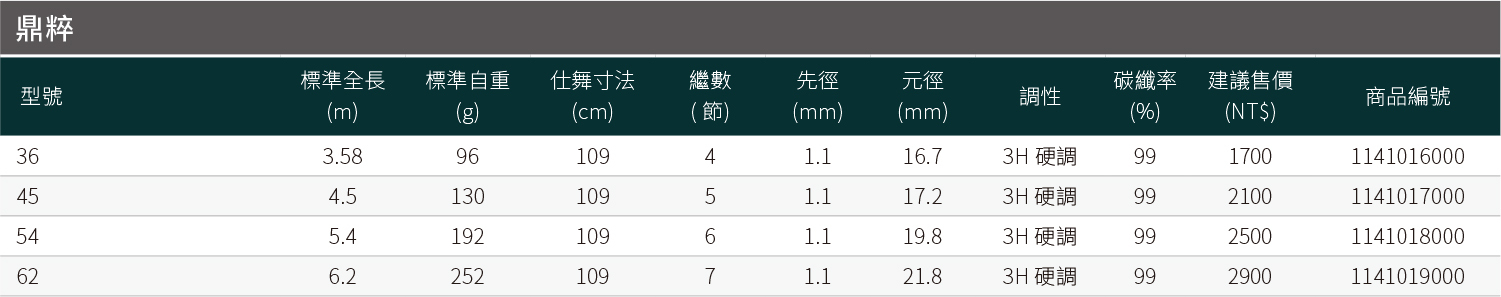 鼎粹
型號 標準全長(m) 標準自重(g) 仕舞寸法(cm) 繼數( 節) 先徑(mm) 元徑(mm) 調性 碳纖率(%) 建議售價(NT$) 商品編號
36 3.58 96 109 4 1.1 16.7 3H 硬調 99 1700 1141016000
45 4.5 130 109 5 1.1 17.2 3H 硬調 99 2100 1141017000
54 5.4 192 109 6 1.1 19.8 3H 硬調 99 2500 1141018000
62 6.2 252 109 7 1.1 21.8 3H 硬調 99 2900 1141019000